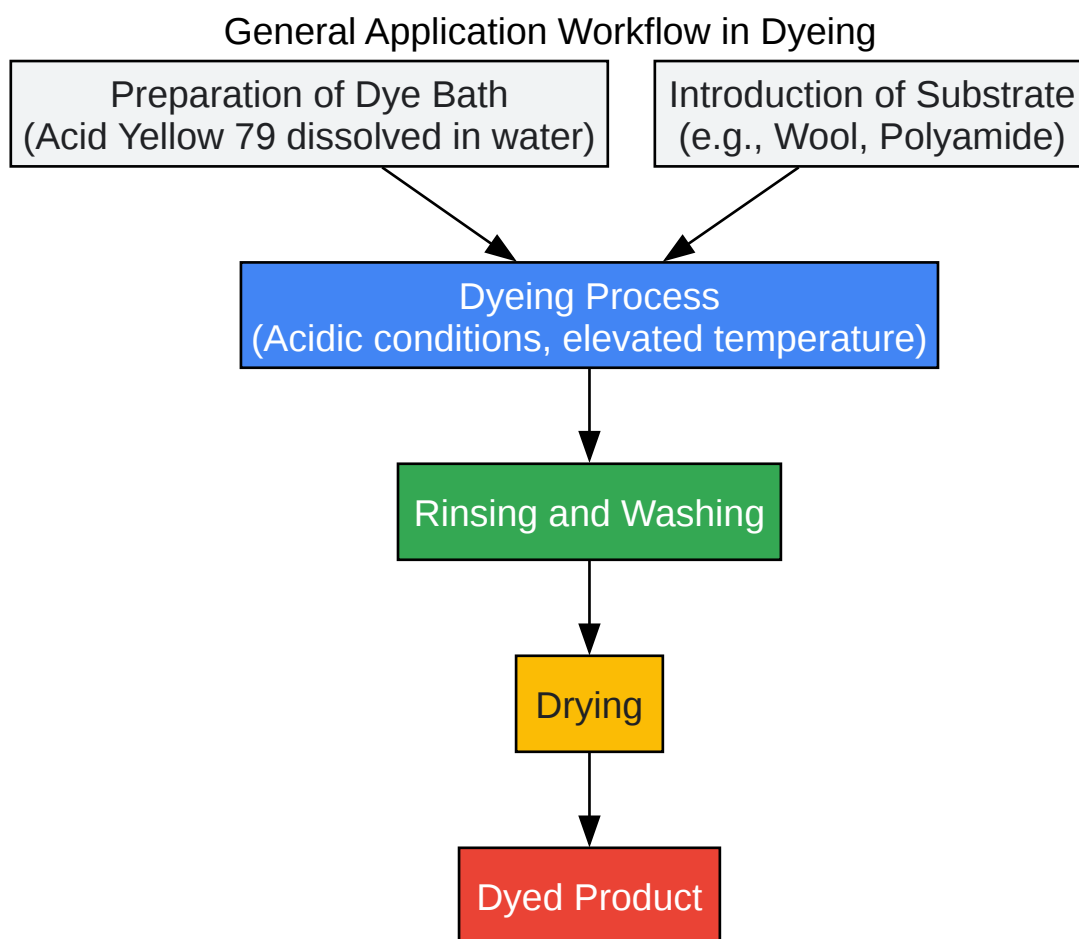 General Application Workflow in Dyeing
Preparation of Dye Bath
(Acid Yellow 79 dissolved in water)
Introduction of Substrate
(e.g., Wool, Polyamide)
Dyeing Process
(Acidic conditions, elevated temperature)
Rinsing and Washing
Drying
Dyed Product